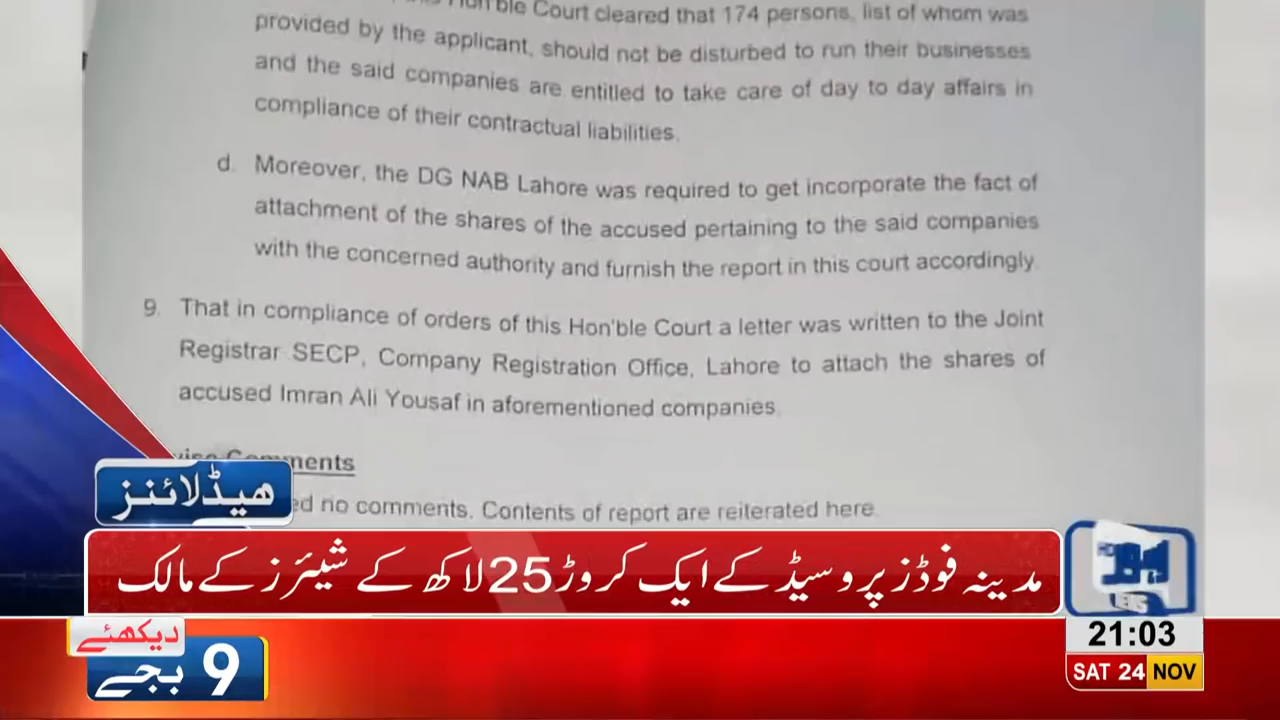 Hon'ble Court cleared that 174 persons, list of whom was
provided by the applicant, should not be disturbed to run their businesses
and the said companies are entitled to take care of day to day affairs in
compliance of their contractual liabilities.
d. Moreover, the DG NAB Lahore was required to get incorporate the fact of
attachment of the shares of the accused pertaining to the said companies
with the concerned authority and furnish the report in this court accordingly.
9. That in compliance of orders of this Hon'ble Court a letter was written to the Joint
Registrar SECP, Company Registration Office, Lahore to attach the shares of
accused Imran Ali Yousaf in aforementioned companies.
Comments
no comments. Contents of report are reiterated here.
ھیڈلائنز
مدینہ فوڈز پروسیڈ کے ایک کروڑ 25 لاکھ کے شیئرز کے مالک
HD
NEWS
21:03
SAT 24 NOV
دیکھئے
9 بجے